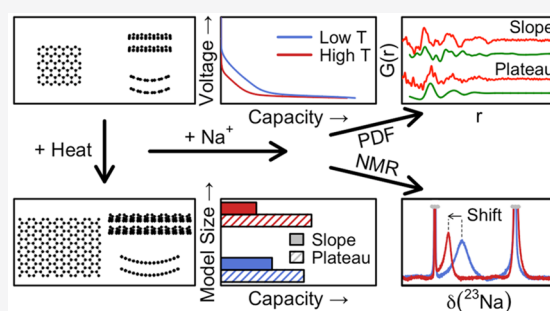 Voltage →
Low T
High T
Capacity →
G(r)
Slope
Plateau
r
+ Heat
+ Na⁺
PDF
NMR
Model Size →
Slope
Plateau
Capacity →
← Shift
δ(²³Na)